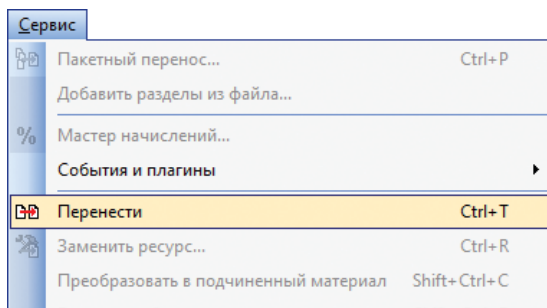 Сервис
Пакетный перенос... Ctrl+P
Добавить разделы из файла...
% Мастер начислений...
События и плагины
Перенести Ctrl+T
Заменить ресурс... Ctrl+R
Преобразовать в подчиненный материал Shift+Ctrl+C